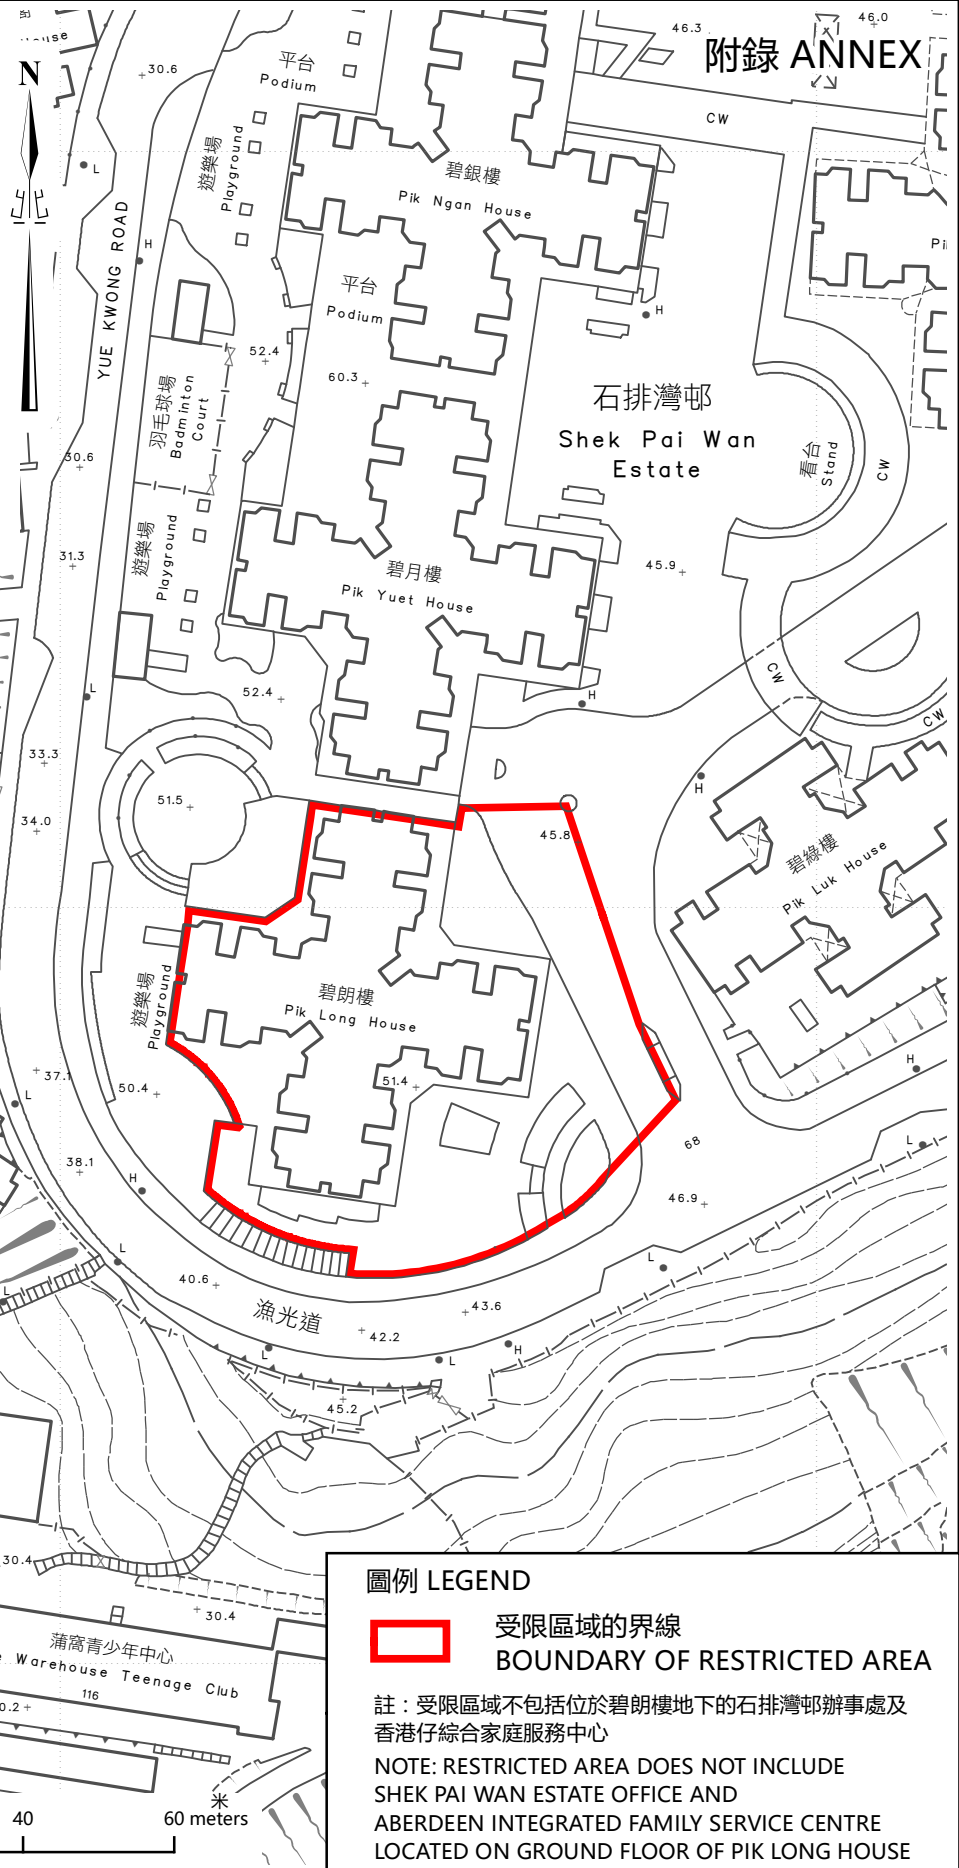 附錄 ANNEX
46.3
46.0
N
30.6
平台
Podium
CW
L
遊樂場
Playground
碧銀樓
Pik Ngan House
YUE KWONG ROAD
H
平台
Podium
H
52.4
60.3
羽毛球場
Badminton
Court
石排灣邨
Shek Pai Wan
Estate
看台
Stand
CW
30.6
31.3
遊樂場
Playground
碧月樓
Pik Yuet House
45.9
L
52.4
H
CW
CW
33.3
34.0
51.5
45.8
H
碧綠樓
Pik Luk House
遊樂場
Playground
碧朗樓
Pik Long House
37.1
50.4
51.4
L
H
38.1
H
68
L
46.9
L
L
L
40.6
漁光道
43.6
42.2
L
L
H
45.2
30.4
30.4
蒲窩青少年中心
Warehouse Teenage Club
116
0.2
米
40
60 meters
圖例 LEGEND
受限區域的界線
BOUNDARY OF RESTRICTED AREA
註：受限區域不包括位於碧朗樓地下的石排灣邨辦事處及
香港仔綜合家庭服務中心
NOTE: RESTRICTED AREA DOES NOT INCLUDE
SHEK PAI WAN ESTATE OFFICE AND
ABERDEEN INTEGRATED FAMILY SERVICE CENTRE
LOCATED ON GROUND FLOOR OF PIK LONG HOUSE